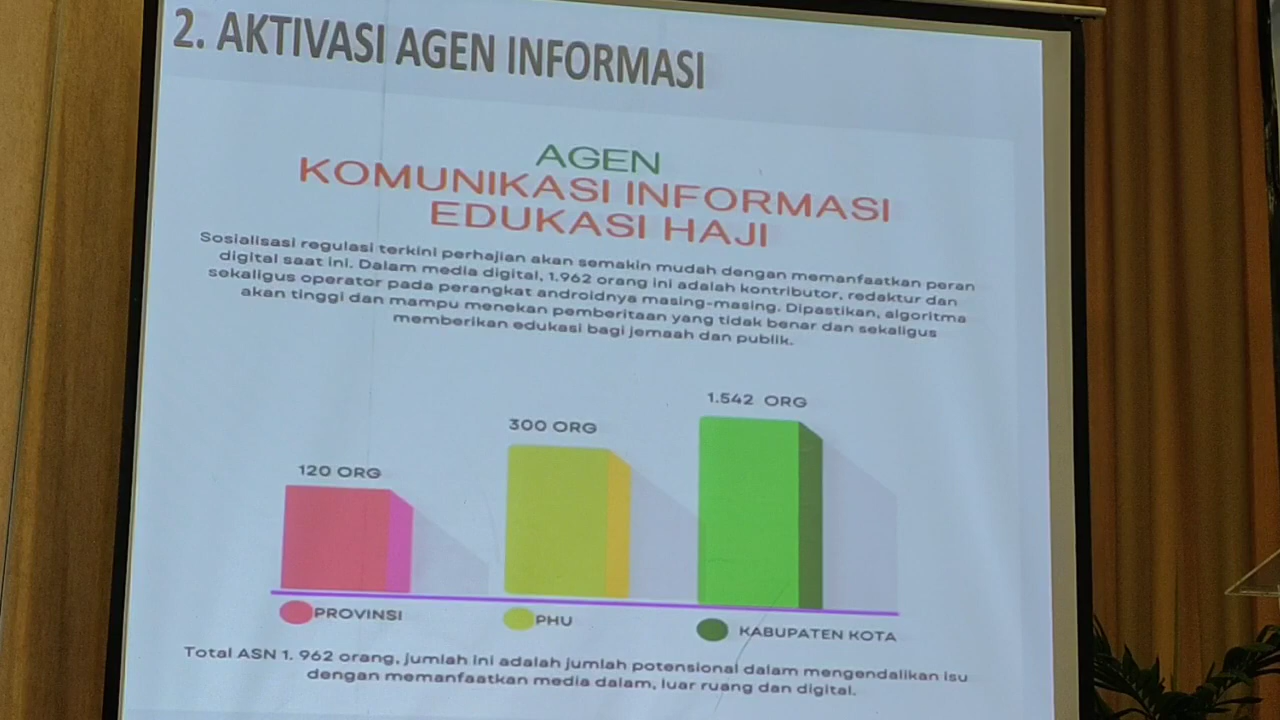 2. AKTIVASI AGEN INFORMASI
AGEN
KOMUNIKASI INFORMASI
EDUKASI HAJI
Sosialisasi regulasi terkini perhajian akan semakin mudah dengan memanfaatkan peran
digital saat ini. Dalam media digital, 1.962 orang ini adalah kontributor, redaktur dan
sekaligus operator pada perangkat androidnya masing-masing. Dipastikan, algoritma
akan tinggi dan mampu menekan pemberitaan yang tidak benar dan sekaligus
memberikan edukasi bagi jemaah dan publik.
120 ORG
300 ORG
1.542 ORG
PROVINSI
PHU
KABUPATEN KOTA
Total ASN 1. 962 orang, jumlah ini adalah jumlah potensional dalam mengendalikan isu
dengan memanfaatkan media dalam, luar ruang dan digital.